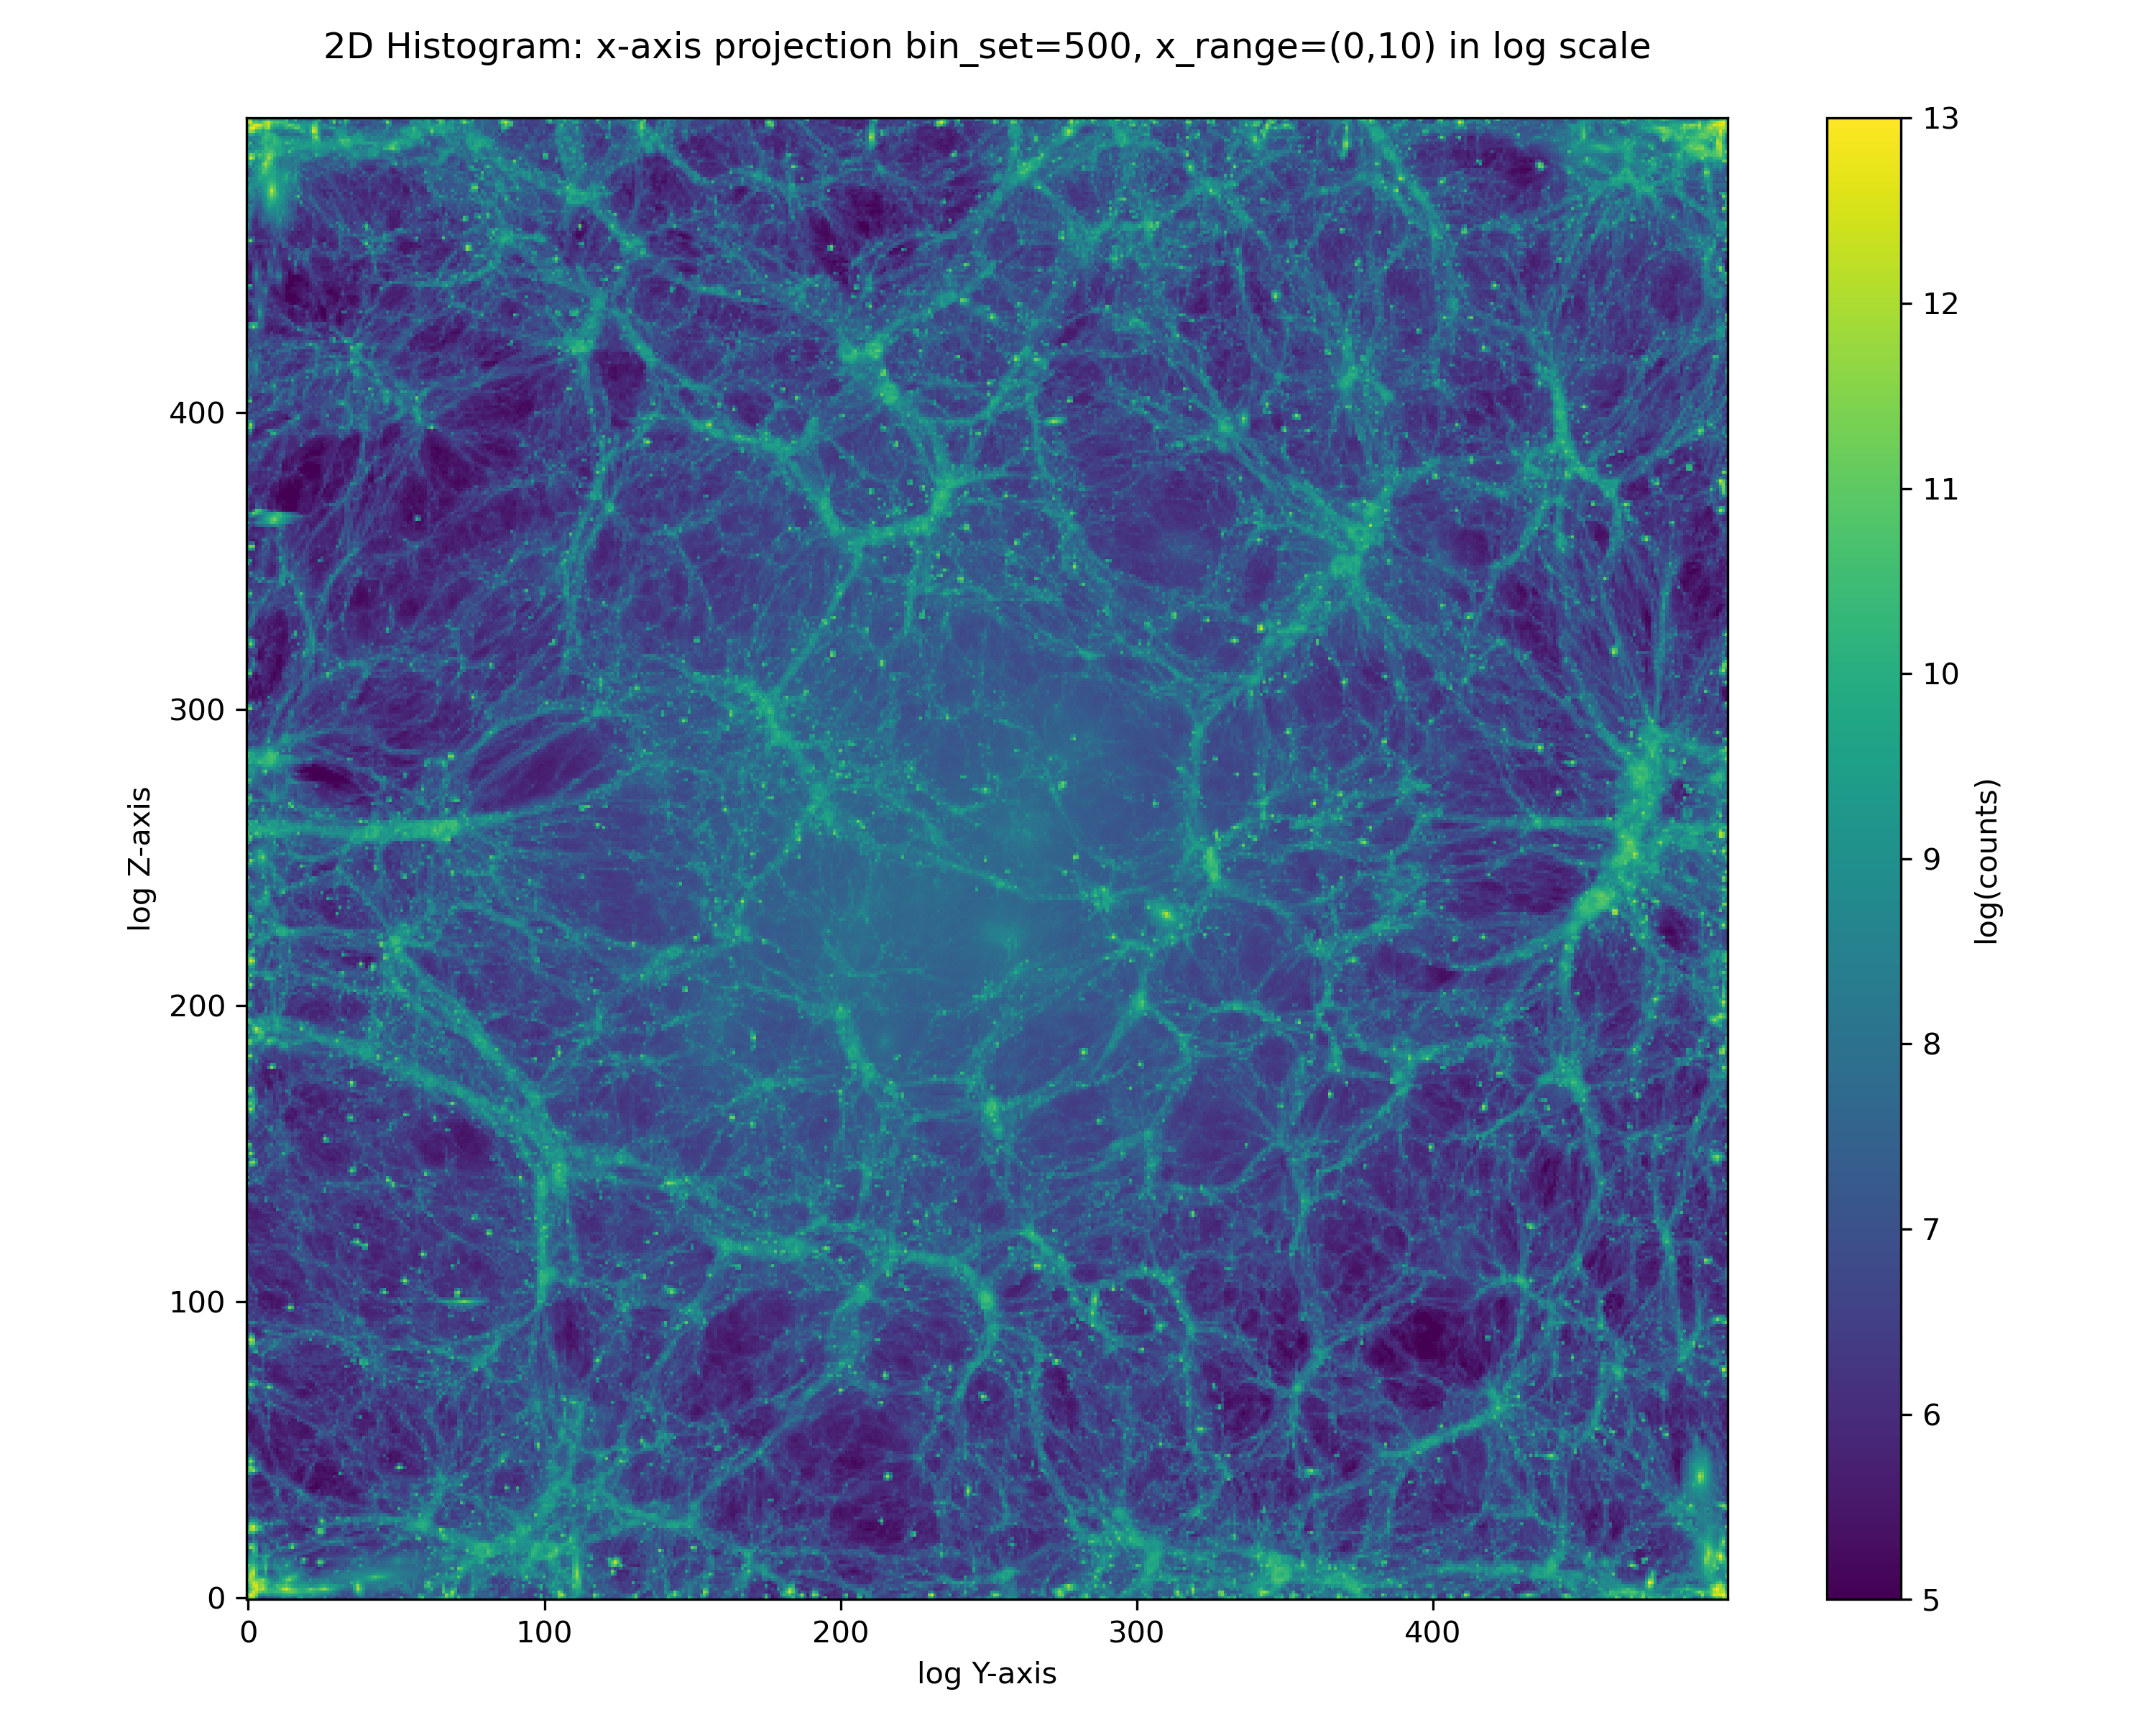 2D Histogram: x-axis projection bin_set=500, x_range=(0,10) in log scale
log Z-axis
400
300
200
100
0
0 100 200 300 400
log Y-axis
13
12
11
10
9
8
7
6
5
log(counts)